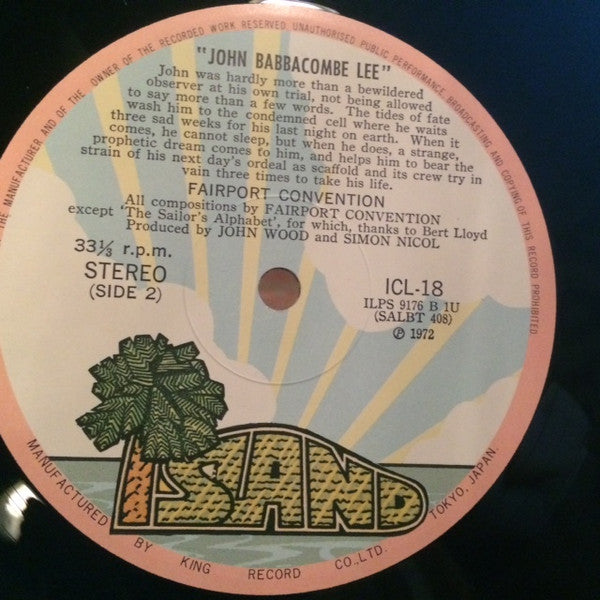 THE MANUFACTURER AND OF THE OWNER OF THE RECORDED WORK RESERVED. UNAUTHORISED PUBLIC PERFORMANCE BROADCASTING AND COPYING OF THIS RECORD PROHIBITED.
"JOHN BABBACOMBE LEE"
John was hardly more than a bewildered
observer at his own trial, not being allowed
to say more than a few words. The tides of fate
wash him to the condemned cell where he waits
three sad weeks for his last night on earth. When it
comes, he cannot sleep, but when he does, a strange,
prophetic dream comes to him, and helps him to bear the
strain of his next day's ordeal as scaffold and its crew try in
vain three times to take his life.
FAIRPORT CONVENTION
All compositions by FAIRPORT CONVENTION
except 'The Sailor's Alphabet', for which, thanks to Bert Lloyd
Produced by JOHN WOOD and SIMON NICOL
33⅓ r.p.m.
STEREO
(SIDE 2)
ICL-18
ILPS 9176 B 1U
(SALBT 408)
℗ 1972
ISLAND
MANUFACTURED BY KING RECORD CO., LTD. TOKYO, JAPAN.